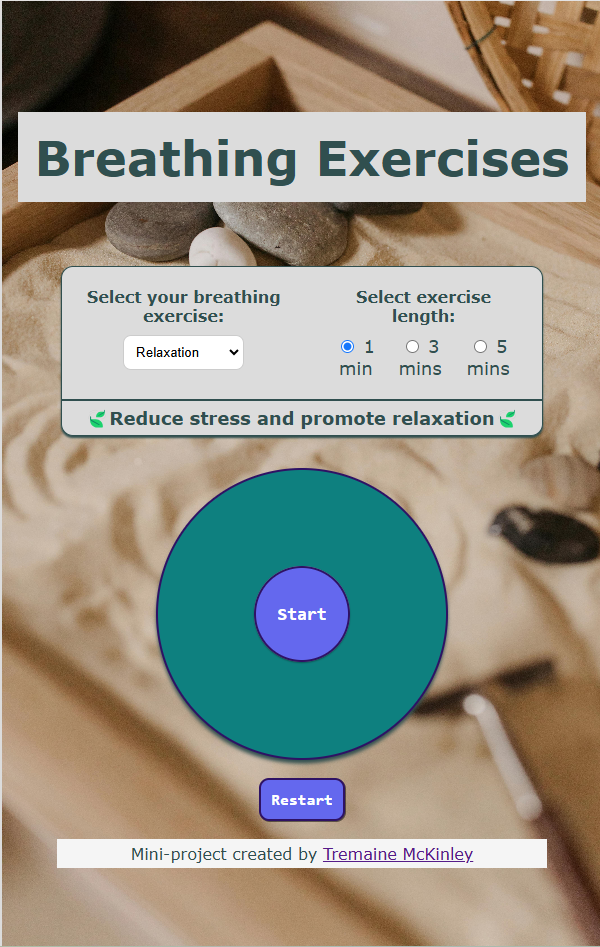 Breathing Exercises
Select your breathing
exercise:
Relaxation
Select exercise
length:
1
min
3
mins
5
mins
Reduce stress and promote relaxation
Start
Restart
Mini-project created by Tremaine McKinley